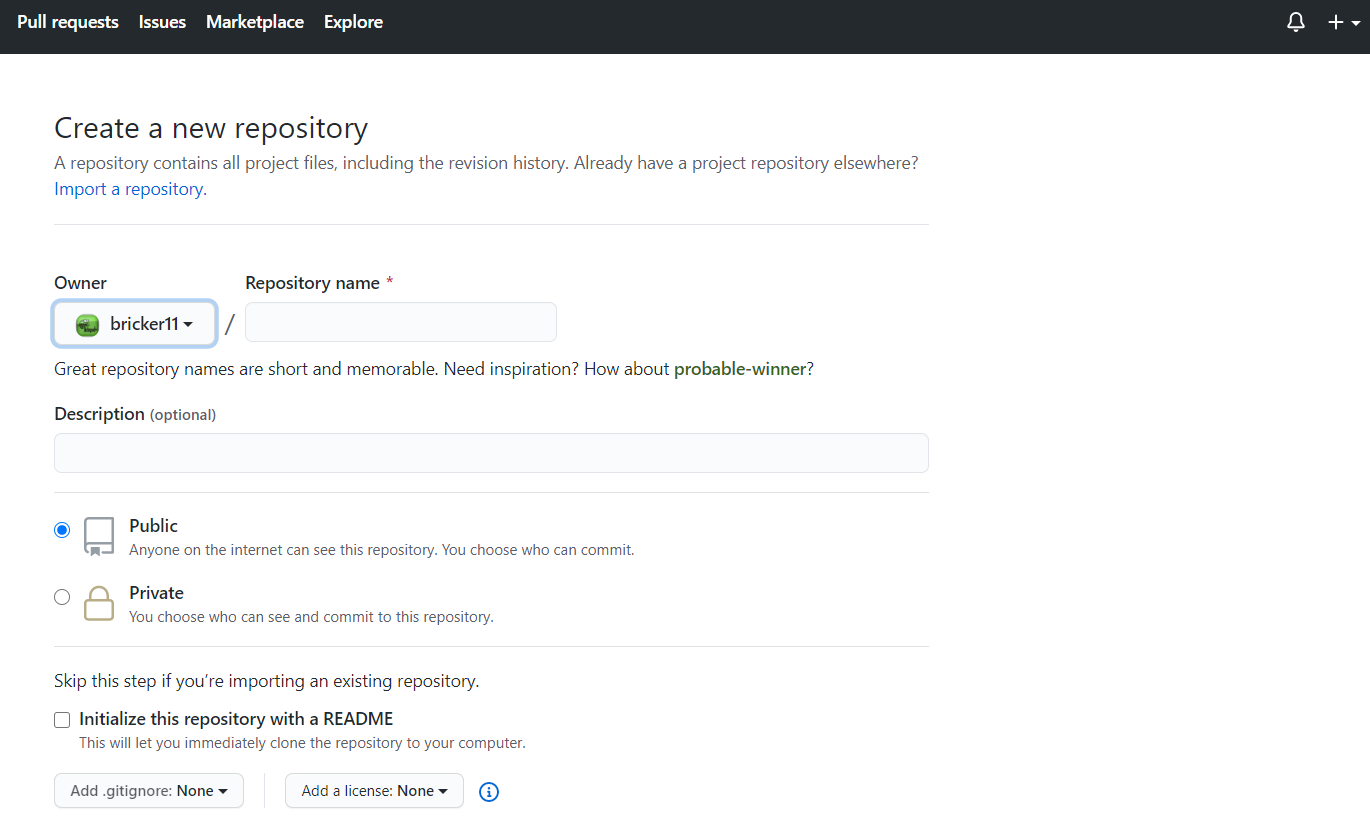 Pull requests Issues Marketplace Explore
Create a new repository
A repository contains all project files, including the revision history. Already have a project repository elsewhere?
Import a repository.
Owner Repository name *
bricker11 /
Great repository names are short and memorable. Need inspiration? How about probable-winner?
Description (optional)
Public
Anyone on the internet can see this repository. You choose who can commit.
Private
You choose who can see and commit to this repository.
Skip this step if you’re importing an existing repository.
Initialize this repository with a README
This will let you immediately clone the repository to your computer.
Add .gitignore: None Add a license: None